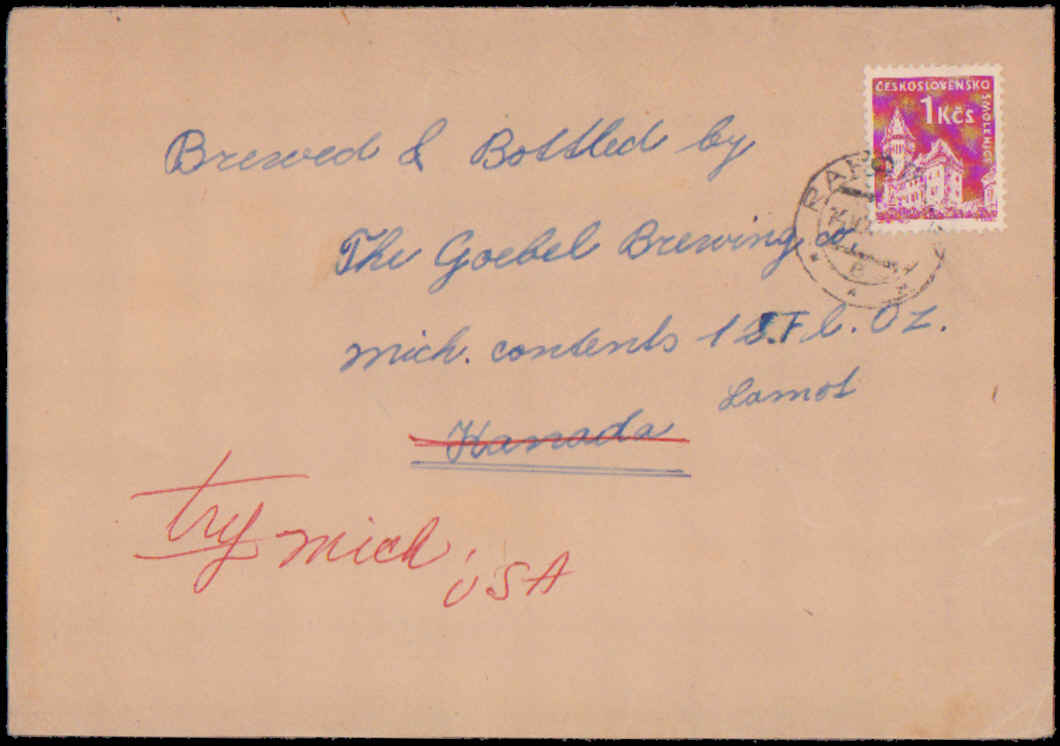 ČESKOSLOVENSKO
SMOLENICE
1 Kčs
Brewed & Bottled by
The Goebel Brewing co
mich. contents 1 S.Fl. Oz.
Lamot
Kanada
try mich. USA